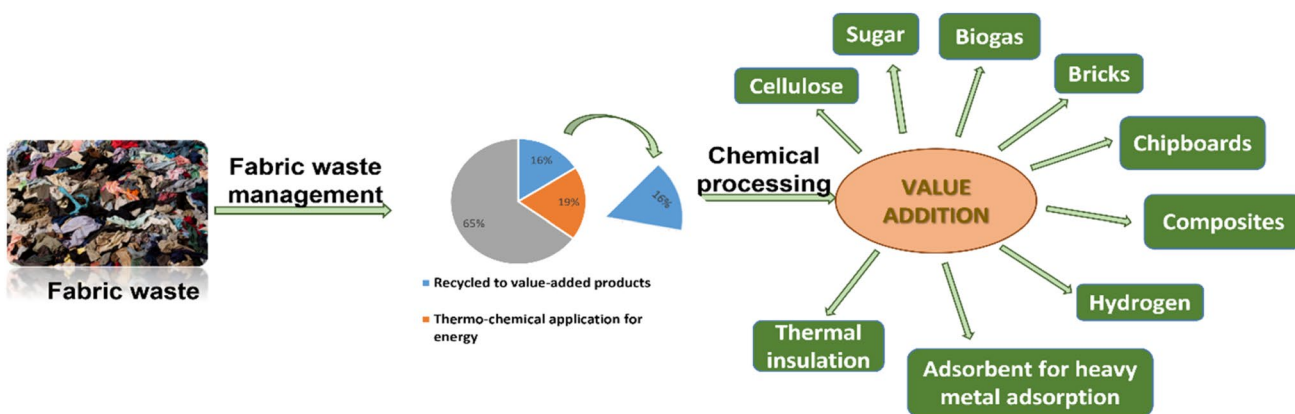 Fabric waste
Fabric waste
management
16%
19%
65%
Recycled to value-added products
Thermo-chemical application for
energy
16%
Chemical
processing
VALUE
ADDITION
Cellulose
Sugar
Biogas
Bricks
Chipboards
Composites
Hydrogen
Adsorbent for heavy
metal adsorption
Thermal
insulation